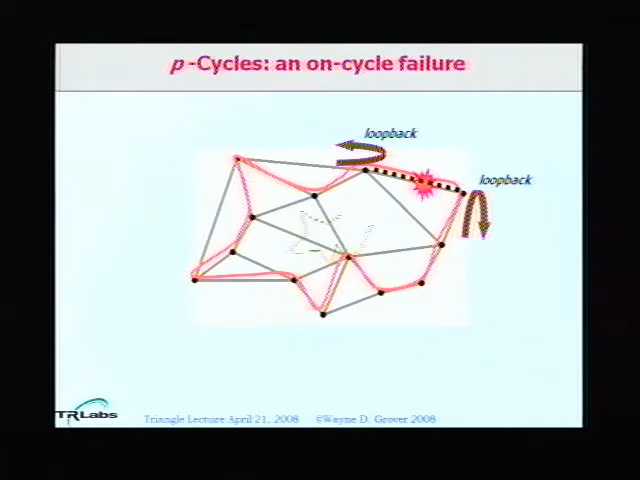 p-Cycles: an on-cycle failure
loopback
loopback
TRLabs
Triangle Lecture April 21, 2008 ©Wayne D. Grover 2008